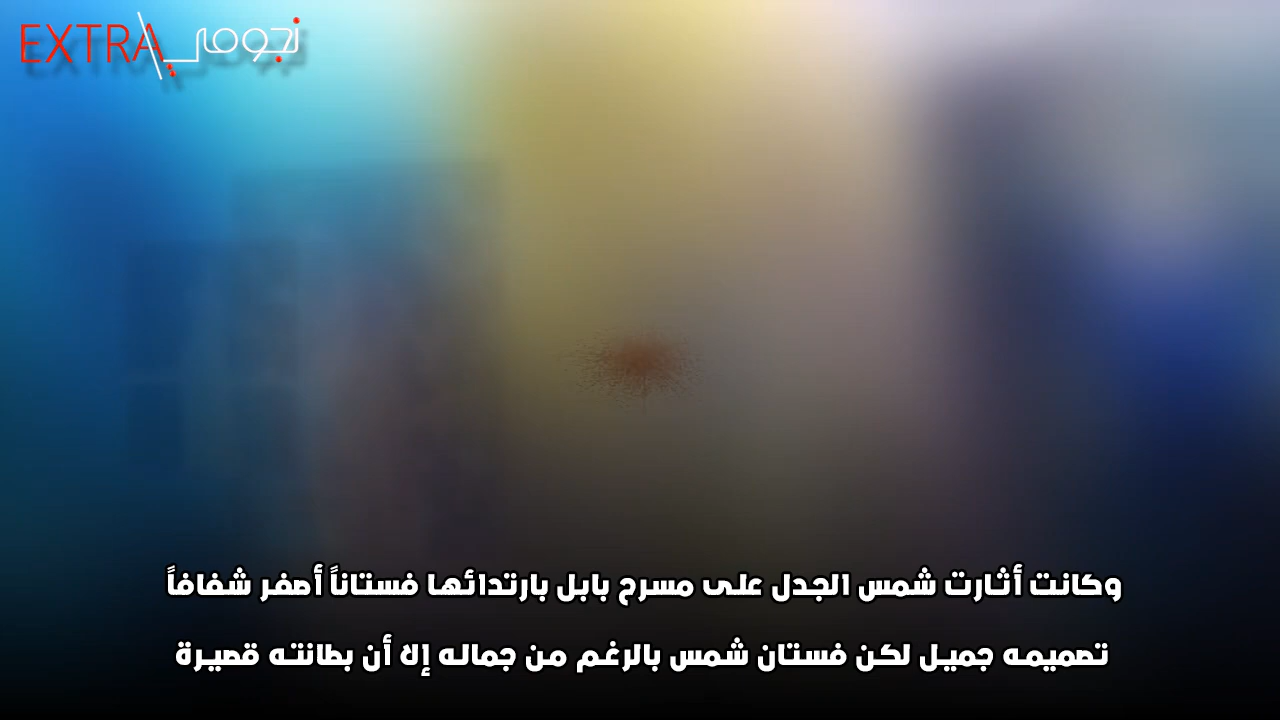 EXTRA نجومي
وكانت أثارت شمس الجدل على مسرح بابل بارتدائها فستاناً أصفر شفافاً
تصميمه جميل لكن فستان شمس بالرغم من جماله إلا أن بطانته قصيرة